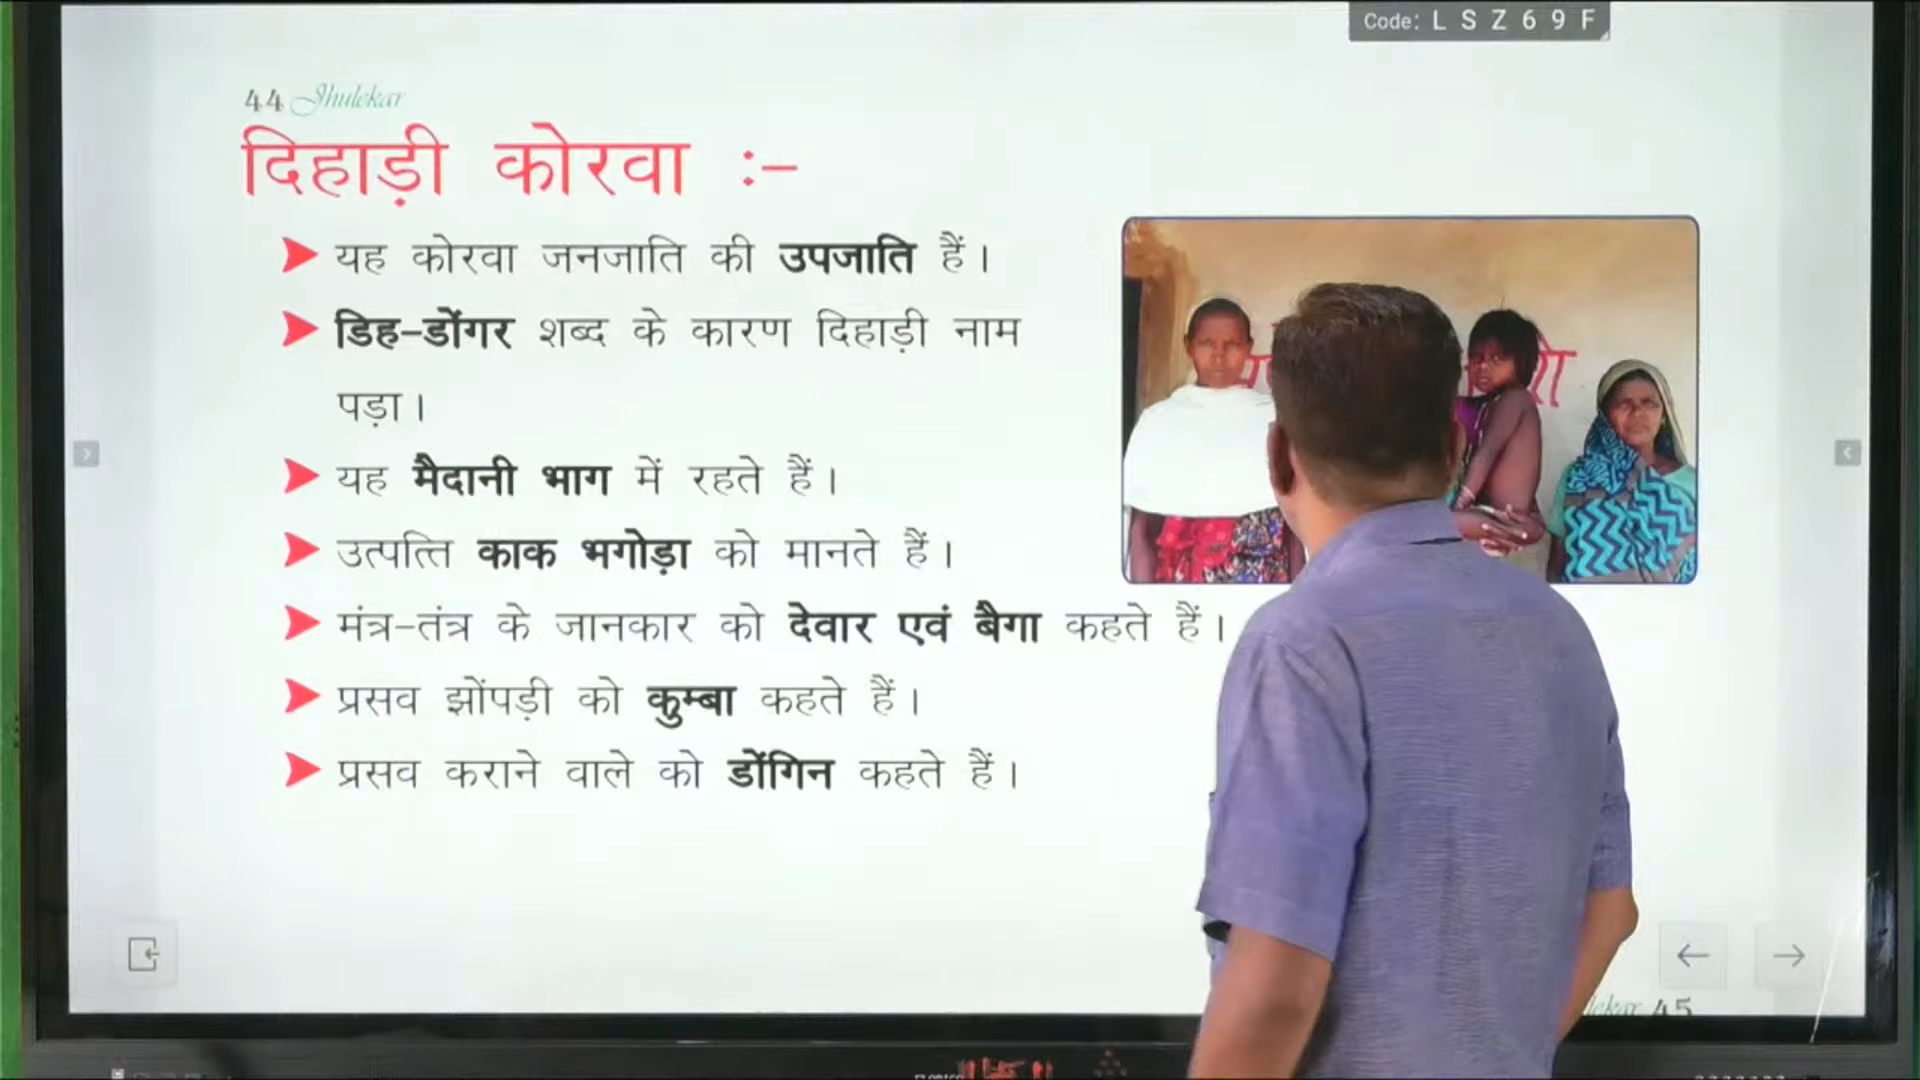 Code: L S Z 6 9 F
44 Jhulekar
दिहाड़ी कोरवा :–
➤ यह कोरवा जनजाति की उपजाति हैं।
➤ डिह–डोंगर शब्द के कारण दिहाड़ी नाम
पड़ा।
➤ यह मैदानी भाग में रहते हैं।
➤ उत्पत्ति काक भगोड़ा को मानते हैं।
➤ मंत्र–तंत्र के जानकार को देवार एवं बैगा कहते हैं।
➤ प्रसव झोंपड़ी को कुम्बा कहते हैं।
➤ प्रसव कराने वाले को डोंगिन कहते हैं।
45